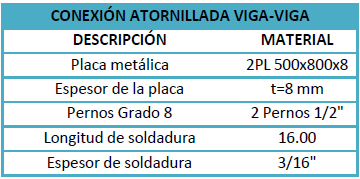 CONEXIÓN ATORNILLADA VIGA-VIGA
DESCRIPCIÓN MATERIAL
Placa metálica 2PL 500x800x8
Espesor de la placa t=8 mm
Pernos Grado 8 2 Pernos 1/2"
Longitud de soldadura 16.00
Espesor de soldadura 3/16"